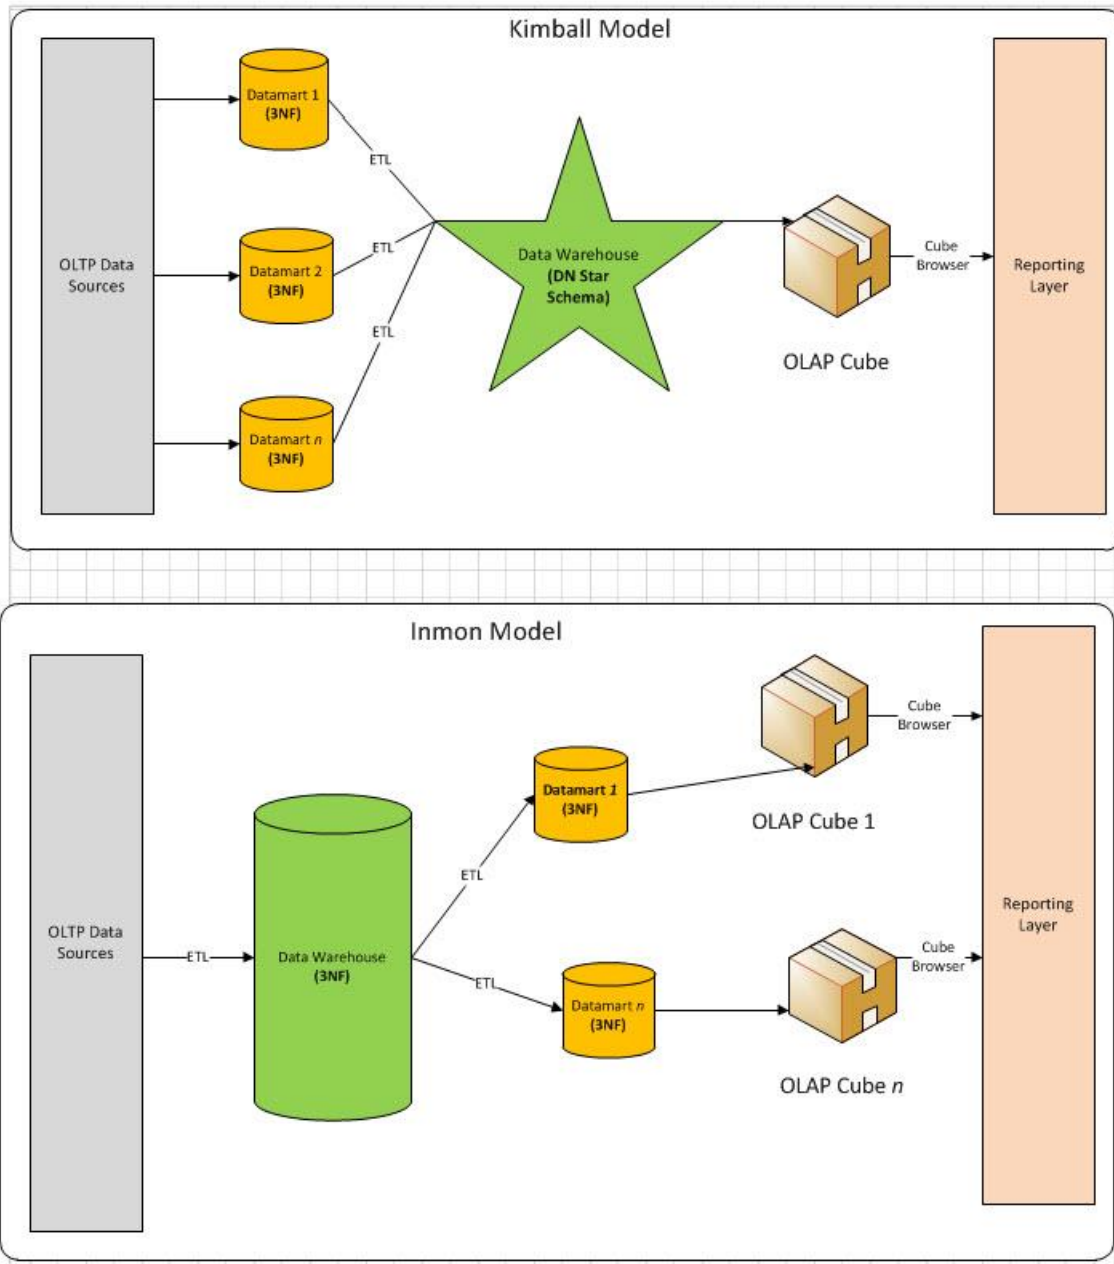 Kimball Model
OLTP Data
Sources
Datamart 1
(3NF)
ETL
Datamart 2
(3NF)
ETL
Datamart n
(3NF)
ETL
Data Warehouse
(DN Star
Schema)
OLAP Cube
Cube
Browser
Reporting
Layer
Inmon Model
OLTP Data
Sources
ETL
Data Warehouse
(3NF)
ETL
Datamart 1
(3NF)
OLAP Cube 1
Cube
Browser
ETL
Datamart n
(3NF)
OLAP Cube n
Cube
Browser
Reporting
Layer